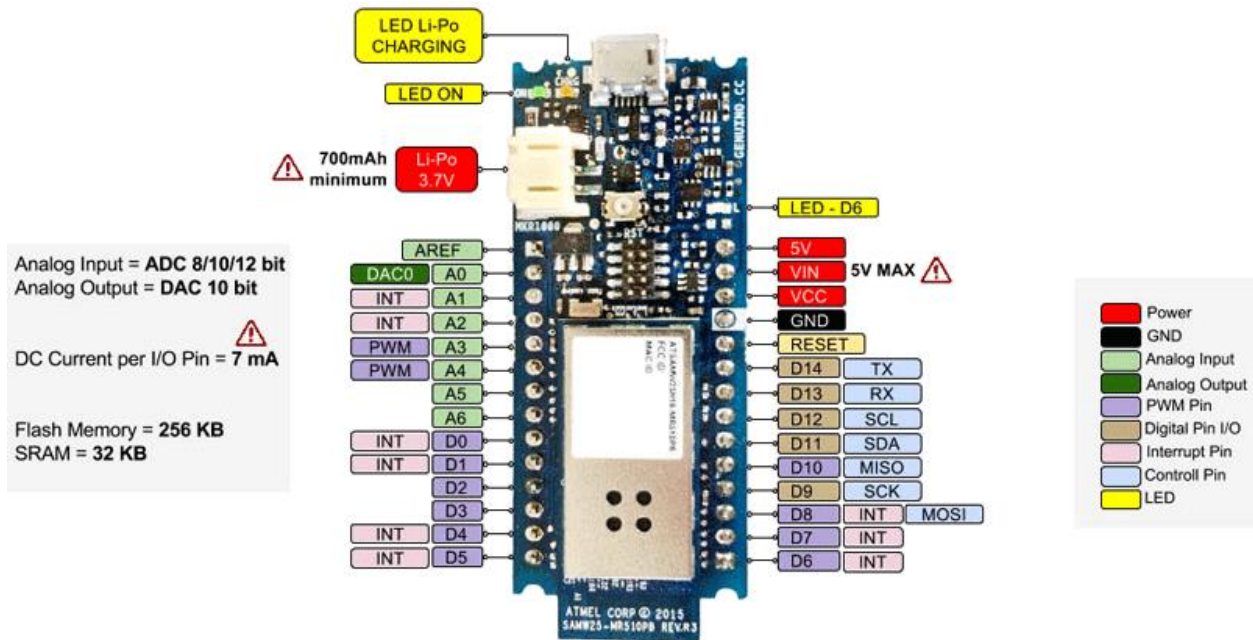 LED Li-Po
CHARGING
LED ON
700mAh
minimum
Li-Po
3.7V
GENUINO.CC
LED - D6
MKR1000
RST
AREF
5V
DAC0 A0
VIN 5V MAX
INT A1
VCC
INT A2
GND
PWM A3
RESET
PWM A4
D14 TX
A5
D13 RX
A6
D12 SCL
INT D0
D11 SDA
INT D1
D10 MISO
D2
D9 SCK
D3
D8 INT MOSI
INT D4
D7 INT
INT D5
D6 INT
FCC ID:
MAC ID
ATMEL CORP © 2015
SAMW25-MR510PB REV.R3
Analog Input = ADC 8/10/12 bit
Analog Output = DAC 10 bit
DC Current per I/O Pin = 7 mA
Flash Memory = 256 KB
SRAM = 32 KB
Power
GND
Analog Input
Analog Output
PWM Pin
Digital Pin I/O
Interrupt Pin
Controll Pin
LED